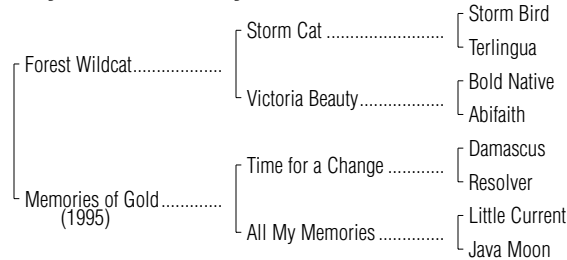 Storm Bird
Storm Cat ........................
Terlingua
Forest Wildcat..................
Bold Native
Victoria Beauty.................
Abifaith
Damascus
Time for a Change ............
Resolver
Memories of Gold.............
(1995)
Little Current
All My Memories ..............
Java Moon